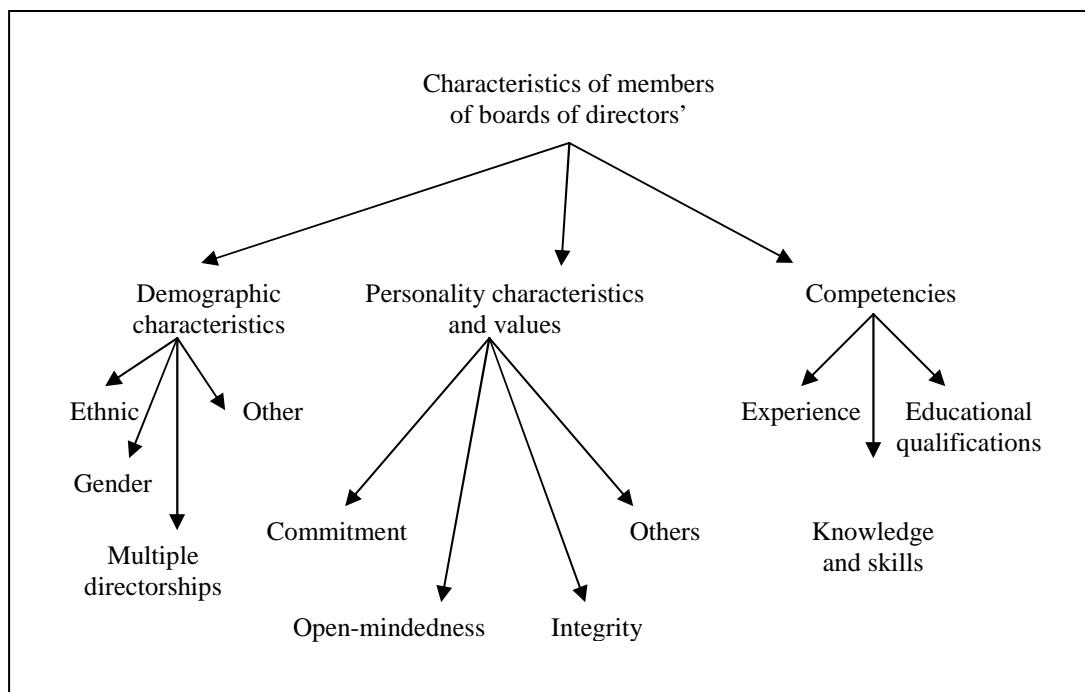 Characteristics of members
of boards of directors’
Demographic
characteristics
Personality characteristics
and values
Competencies
Ethnic
Other
Gender
Multiple
directorships
Commitment
Others
Open-mindedness
Integrity
Experience
Educational
qualifications
Knowledge
and skills